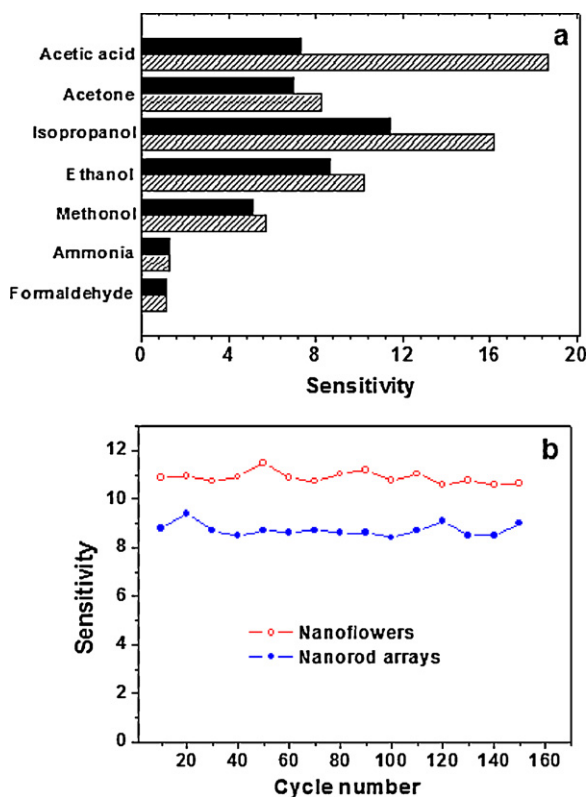 a
Acetic acid
Acetone
Isopropanol
Ethanol
Methonol
Ammonia
Formaldehyde
0 4 8 12 16 20
Sensitivity
b
12
10
8
6
4
2
0
Sensitivity
Nanoflowers
Nanorod arrays
20 40 60 80 100 120 140 160
Cycle number